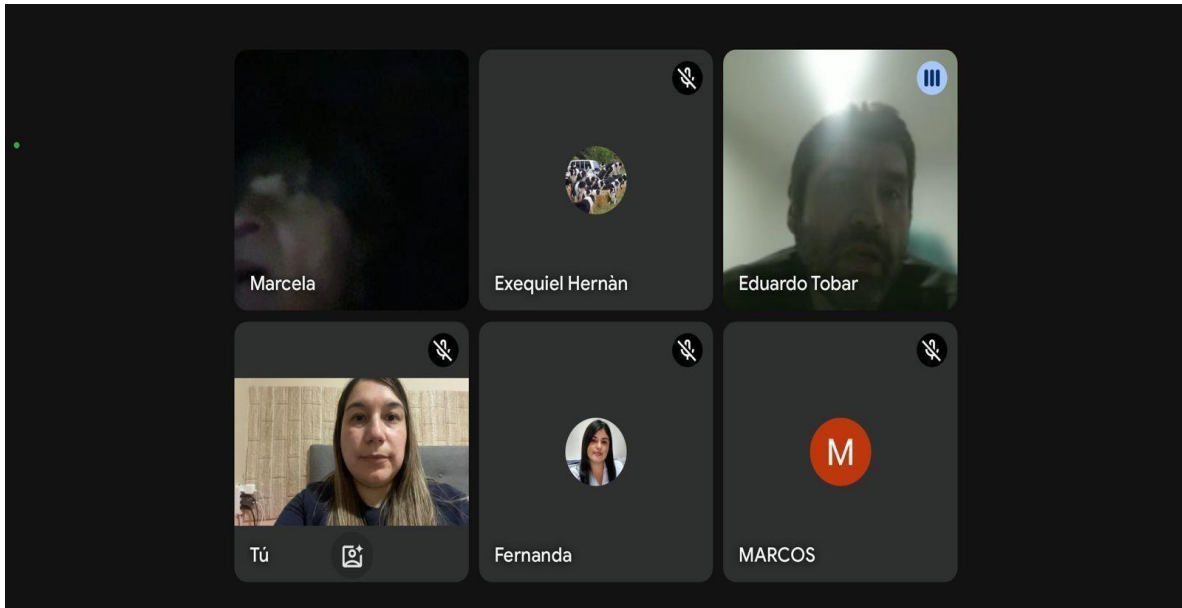 Marcela
Exequiel Hernàn
Eduardo Tobar
Tú
Fernanda
M
MARCOS